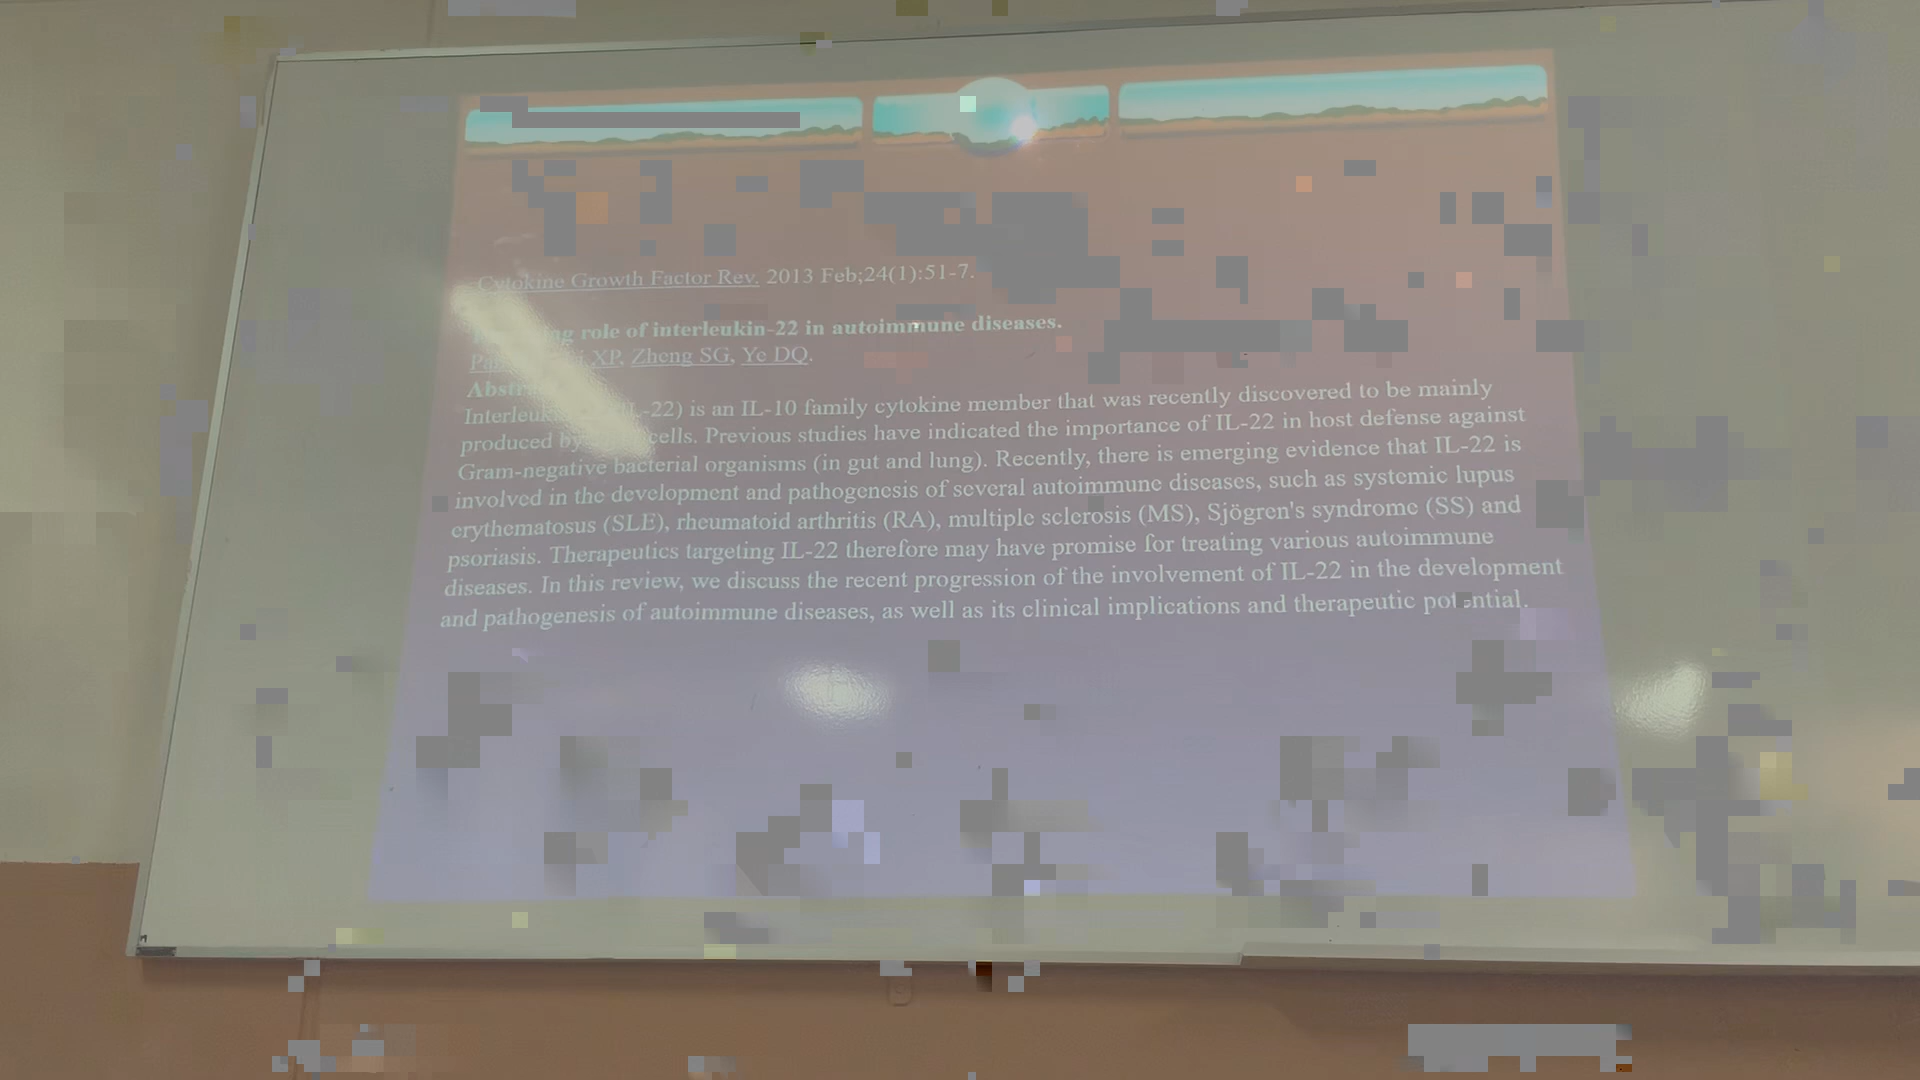 Cytokine Growth Factor Rev. 2013 Feb;24(1):51-7.
role of interleukin-22 in autoimmune diseases.
XP, Zheng SG, Ye DQ.
Abstract
is an IL-10 family cytokine member that was recently discovered to be mainly
produced by cells. Previous studies have indicated the importance of IL-22 in host defense against
Gram-negative bacterial organisms (in gut and lung). Recently, there is emerging evidence that IL-22 is
involved in the development and pathogenesis of several autoimmune diseases, such as systemic lupus
erythematosus (SLE), rheumatoid arthritis (RA), multiple sclerosis (MS), Sjögren's syndrome (SS) and
psoriasis. Therapeutics targeting IL-22 therefore may have promise for treating various autoimmune
diseases. In this review, we discuss the recent progression of the involvement of IL-22 in the development
and pathogenesis of autoimmune diseases, as well as its clinical implications and therapeutic potential.